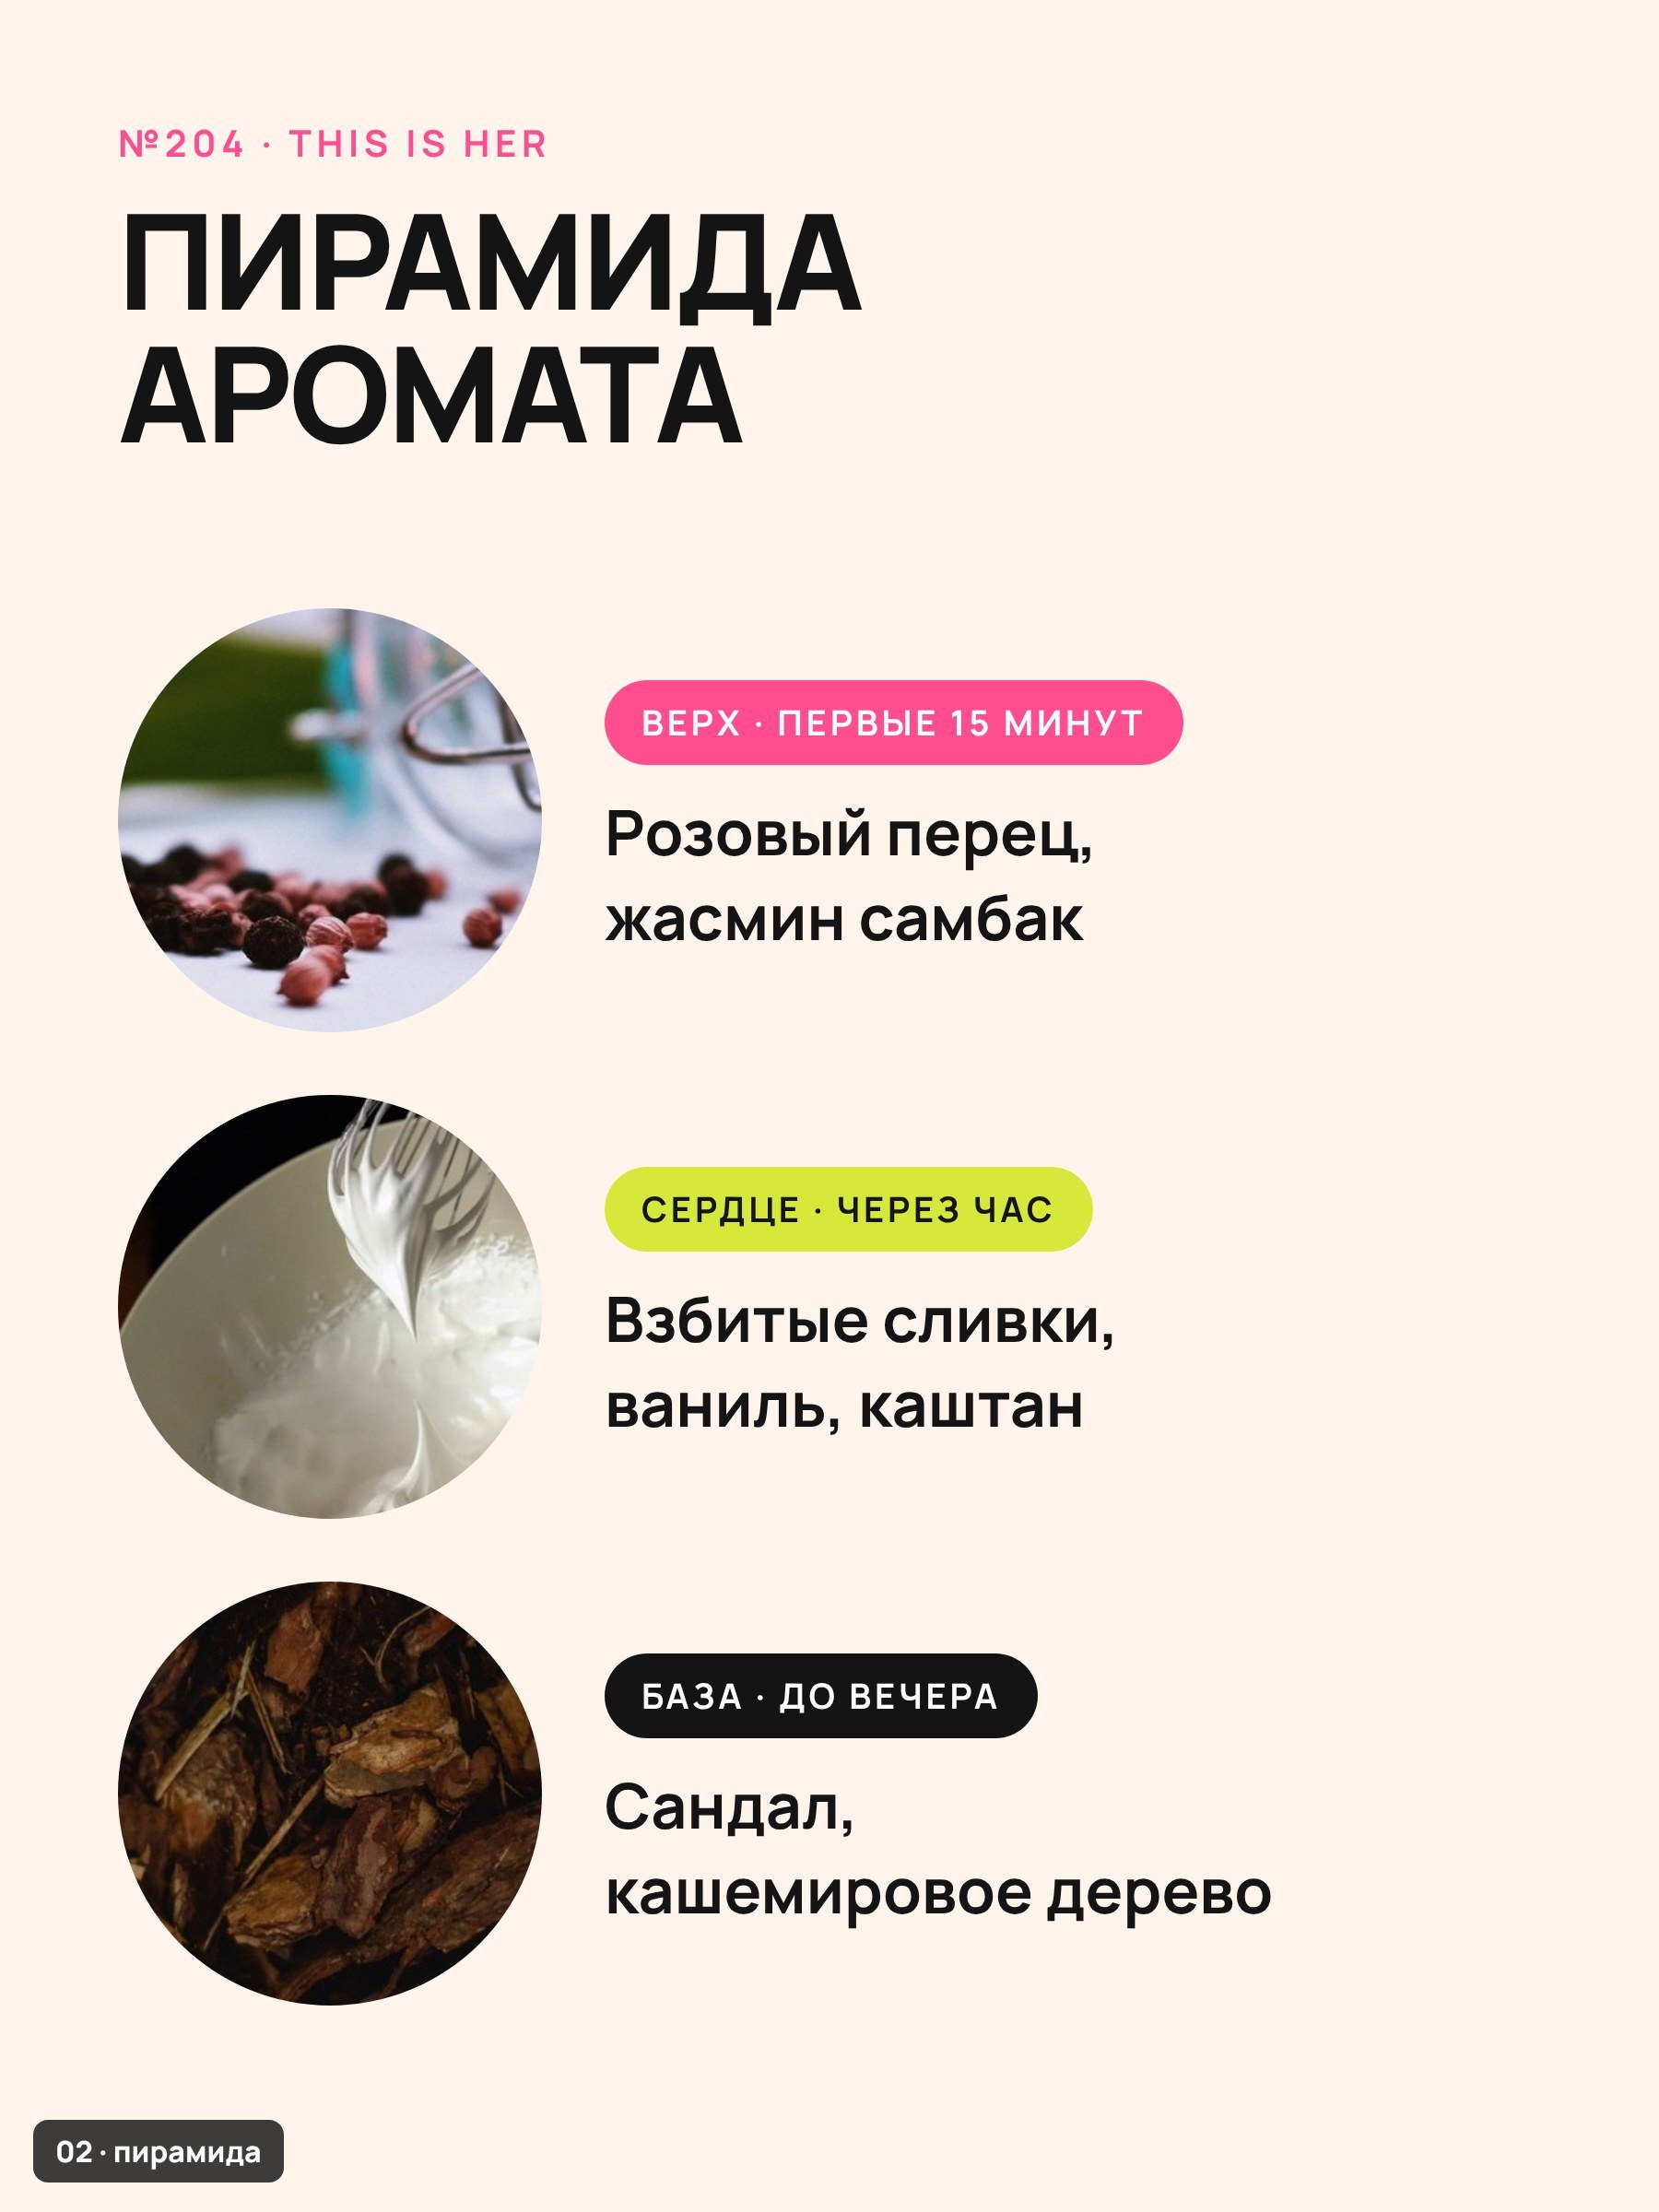 №204 · THIS IS HER
ПИРАМИДА
АРОМАТА
ВЕРХ · ПЕРВЫЕ 15 МИНУТ
Розовый перец,
жасмин самбак
СЕРДЦЕ · ЧЕРЕЗ ЧАС
Взбитые сливки,
ваниль, каштан
БАЗА · ДО ВЕЧЕРА
Сандал,
кашемировое дерево
02 · пирамида